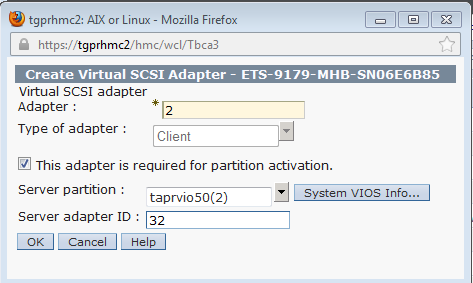 tgprhmc2: AIX or Linux - Mozilla Firefox
https://tgprhmc2/hmc/wcl/Tbca3
Create Virtual SCSI Adapter - ETS-9179-MHB-SN06E6B85
Virtual SCSI adapter
Adapter : * 2
Type of adapter : Client
This adapter is required for partition activation.
Server partition : taprvio50(2) System VIOS Info...
Server adapter ID : 32
OK Cancel Help